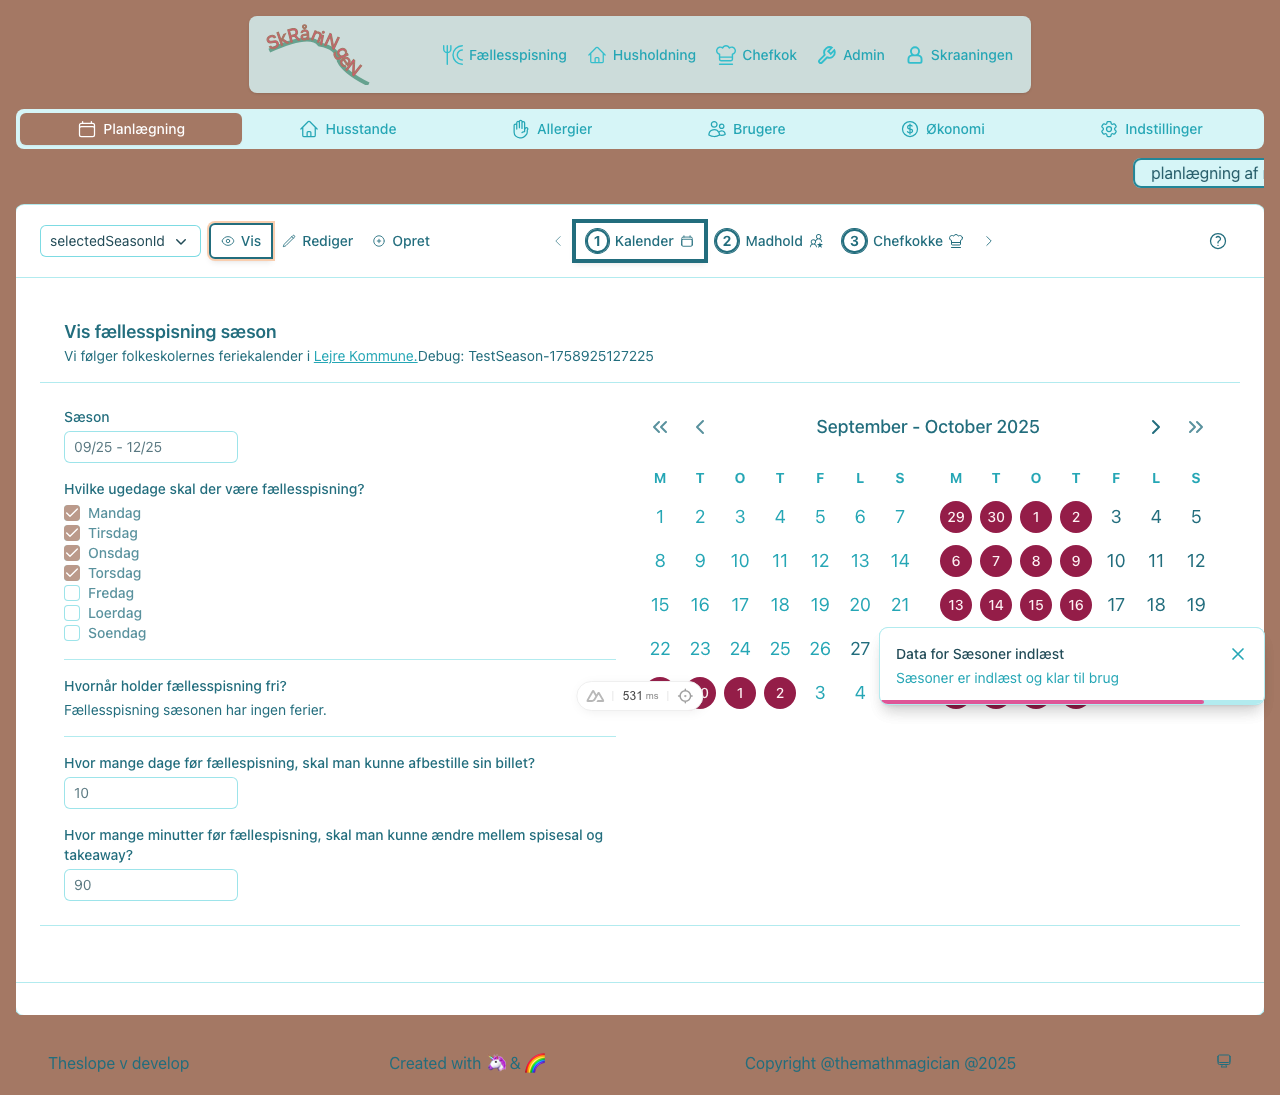 SkRåniNgeN
Fællesspisning
Husholdning
Chefkok
Admin
Skraaningen
Planlægning
Husstande
Allergier
Brugere
Økonomi
Indstillinger
planlægning af
selectedSeasonId
Vis
Rediger
Opret
1 Kalender
2 Madhold
3 Chefkokke
Vis fællesspisning sæson
Vi følger folkeskolernes feriekalender i Lejre Kommune.Debug: TestSeason-1758925127225
Sæson
09/25 - 12/25
Hvilke ugedage skal der være fællesspisning?
Mandag
Tirsdag
Onsdag
Torsdag
Fredag
Loerdag
Soendag
Hvornår holder fællesspisning fri?
Fællesspisning sæsonen har ingen ferier.
Hvor mange dage før fællespisning, skal man kunne afbestille sin billet?
10
Hvor mange minutter før fællespisning, skal man kunne ændre mellem spisesal og
takeaway?
90
September - October 2025
M T O T F L S M T O T F L S
1 2 3 4 5 6 7 29 30 1 2 3 4 5
8 9 10 11 12 13 14 6 7 8 9 10 11 12
15 16 17 18 19 20 21 13 14 15 16 17 18 19
22 23 24 25 26 27
1 2 3 4
531 ms
Data for Sæsoner indlæst
Sæsoner er indlæst og klar til brug
Theslope v develop
Created with 🦄 & 🌈
Copyright @themathmagician @2025